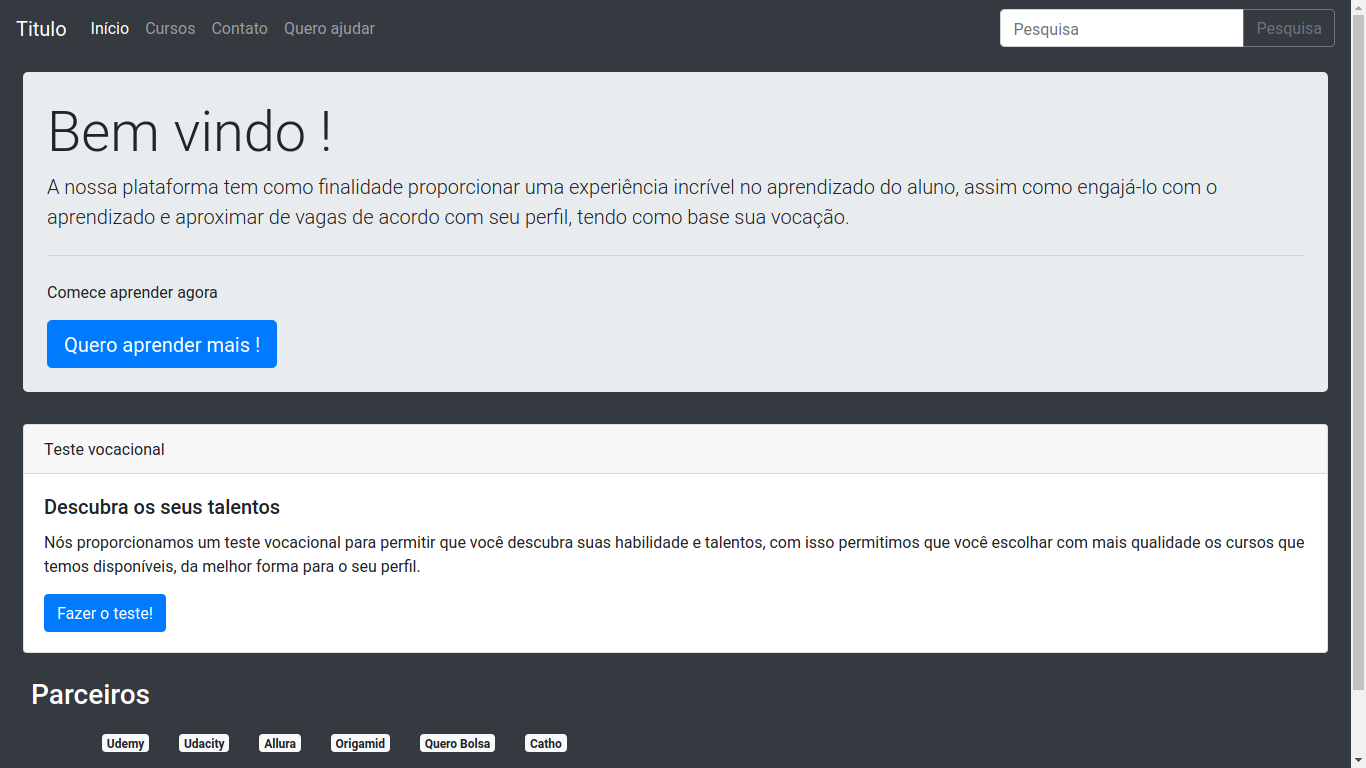 Titulo Início Cursos Contato Quero ajudar Pesquisa Pesquisa
Bem vindo !
A nossa plataforma tem como finalidade proporcionar uma experiência incrível no aprendizado do aluno, assim como engajá-lo com o
aprendizado e aproximar de vagas de acordo com seu perfil, tendo como base sua vocação.
Comece aprender agora
Quero aprender mais !
Teste vocacional
Descubra os seus talentos
Nós proporcionamos um teste vocacional para permitir que você descubra suas habilidade e talentos, com isso permitimos que você escolhar com mais qualidade os cursos que
temos disponíveis, da melhor forma para o seu perfil.
Fazer o teste!
Parceiros
Udemy Udacity Allura Origamid Quero Bolsa Catho